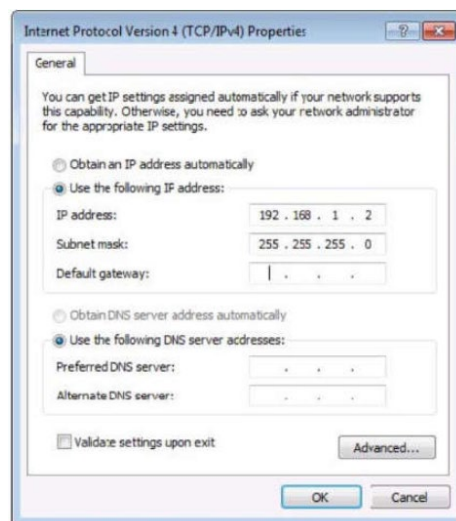 Internet Protocol Version 4 (TCP/IPv4) Properties
General
You can get IP settings assigned automatically if your network supports
this capability. Otherwise, you need to ask your network administrator
for the appropriate IP settings.
Obtain an IP address automatically
Use the following IP address:
IP address: 192 . 168 . 1 . 2
Subnet mask: 255 . 255 . 255 . 0
Default gateway: . . .
Obtain DNS server address automatically
Use the following DNS server addresses:
Preferred DNS server: . . .
Alternate DNS server: . . .
Validate settings upon exit
Advanced...
OK Cancel